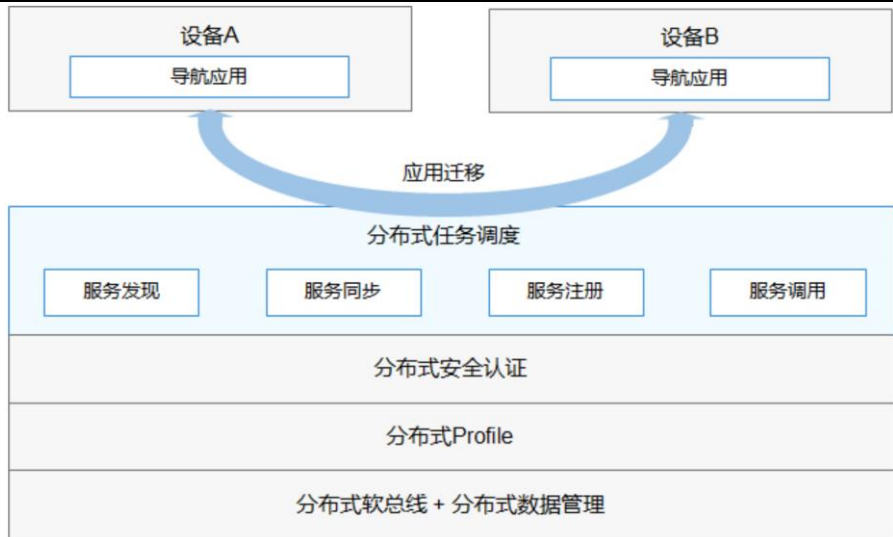 设备A
设备B
导航应用
导航应用
应用迁移
分布式任务调度
服务发现
服务同步
服务注册
服务调用
分布式安全认证
分布式Profile
分布式软总线 + 分布式数据管理